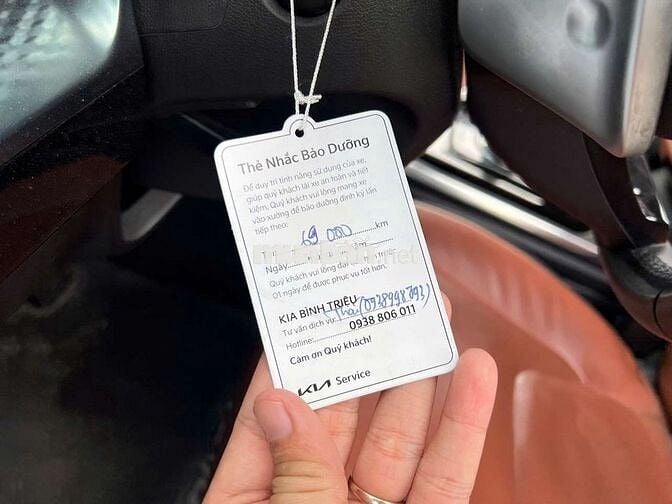 Thẻ Nhắc Bảo Dưỡng
Để duy trì tính năng sử dụng của xe,
giúp quý khách lái xe an toàn và tiết
kiệm, Quý khách vui lòng mang xe
vào xưởng để bảo dưỡng định kỳ lần
tiếp theo:
69 000 km
Ngày
Quý khách vui lòng đặt
01 ngày để được phục vụ tốt hơn.
KIA BÌNH TRIỆU
Tư vấn dịch vụ: Thái (0938998793)
Hotline: 0938 806 011
Cảm ơn Quý khách!
KIA Service